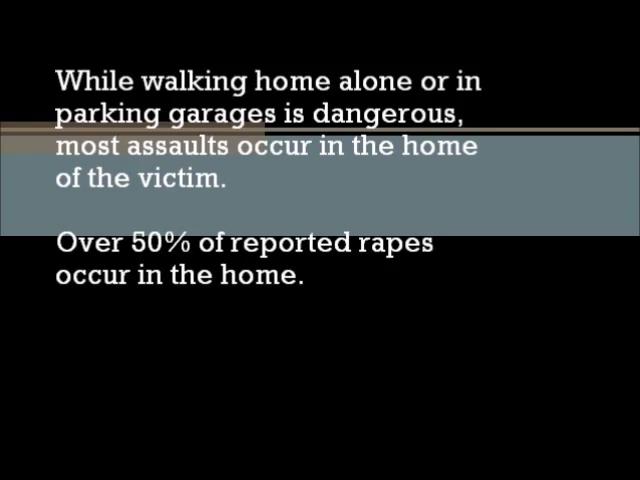 While walking home alone or in
parking garages is dangerous,
most assaults occur in the home
of the victim.
Over 50% of reported rapes
occur in the home.